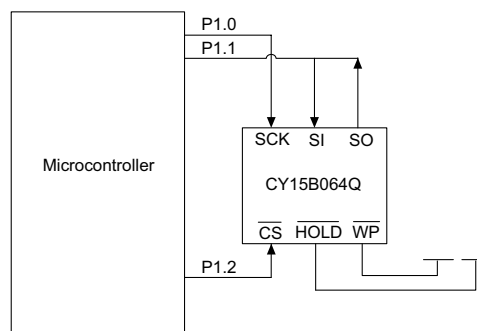 P1.0
P1.1
SCK SI SO
Microcontroller
CY15B064Q
CS HOLD WP
P1.2